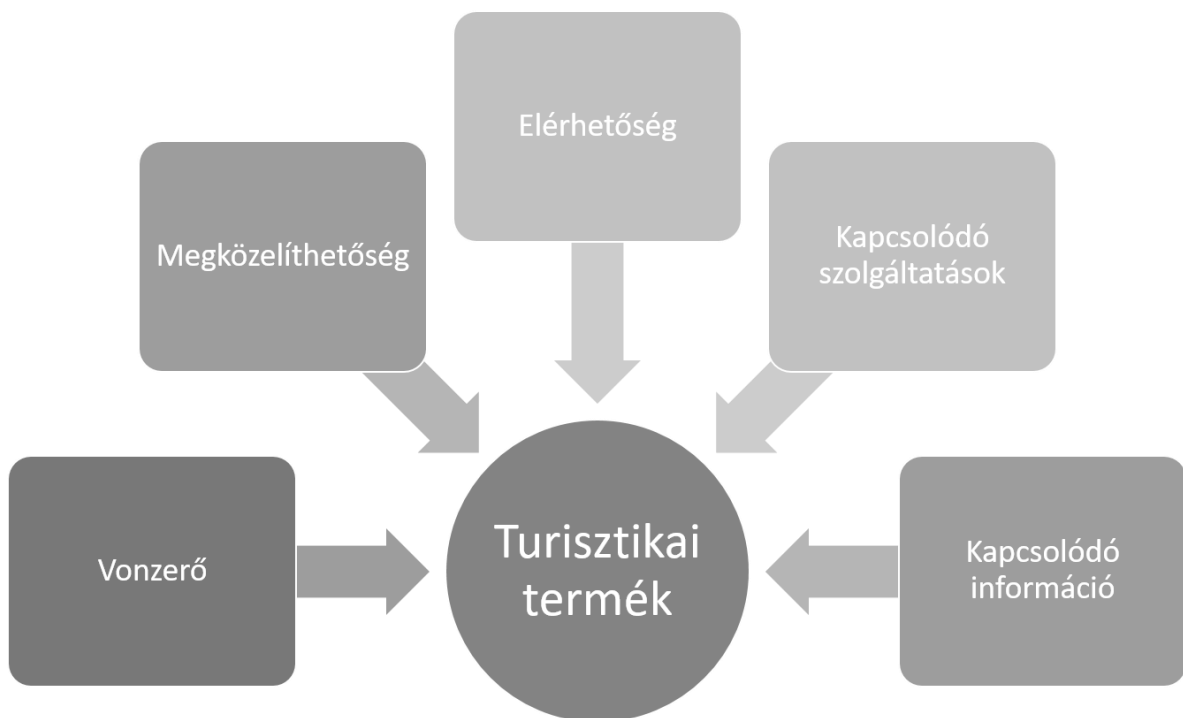 Elérhetőség
Megközelíthetőség
Kapcsolódó
szolgáltatások
Vonzerő
Turisztikai
termék
Kapcsolódó
információ